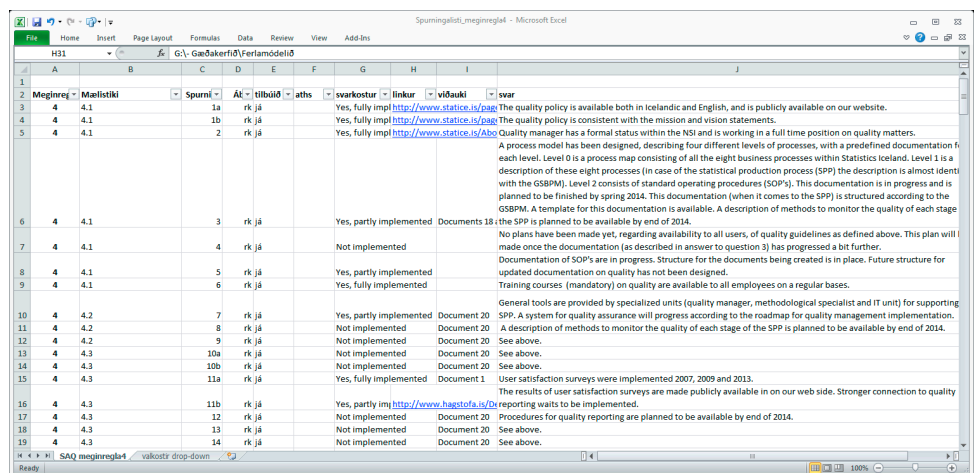 Spurningalisti_meginregla4 - Microsoft Excel
File Home Insert Page Layout Formulas Data Review View Add-Ins
H31 fx G:\- Gæðakerfið\Ferlamódelið
A B C D E F G H I J
1
2 Meginreg Mælistiki Spurni Áb tilbúið aths svarkostur linkur viðauki svar
3 4 4.1 1a rk já Yes, fully impl http://www.statice.is/page The quality policy is available both in Icelandic and English, and is publicly available on our website.
4 4 4.1 1b rk já Yes, fully impl http://www.statice.is/page The quality policy is consistent with the mission and vision statements.
5 4 4.1 2 rk já Yes, fully impl http://www.statice.is/Abo Quality manager has a formal status within the NSI and is working in a full time position on quality matters.
A process model has been designed, describing four different levels of processes, with a predefined documentation f
each level. Level 0 is a process map consisting of all the eight business processes within Statistics Iceland. Level 1 is a
description of these eight processes (in case of the statistical production process (SPP) the description is almost identi
with the GSBPM). Level 2 consists of standard operating procedures (SOP's). This documentation is in progress and is
planned to be finished by spring 2014. This documentation (when it comes to the SPP) is structured according to the
GSBPM. A template for this documentation is available. A description of methods to monitor the quality of each stage
6 4 4.1 3 rk já Yes, partly implemented Documents 18 the SPP is planned to be available by end of 2014.
No plans have been made yet, regarding availability to all users, of quality guidelines as defined above. This plan will
7 4 4.1 4 rk já Not implemented made once the documentation (as described in answer to question 3) has progressed a bit further.
Documentation of SOP's are in progress. Structure for the documents being created is in place. Future structure for
8 4 4.1 5 rk já Yes, partly implemented updated documentation on quality has not been designed.
9 4 4.1 6 rk já Yes, fully implemented Training courses (mandatory) on quality are available to all employees on a regular bases.
General tools are provided by specialized units (quality manager, methodological specialist and IT unit) for supporting
10 4 4.2 7 rk já Yes, partly implemented Document 20 SPP. A system for quality assurance will progress according to the roadmap for quality management implementation.
11 4 4.2 8 rk já Not implemented Document 20 A description of methods to monitor the quality of each stage of the SPP is planned to be available by end of 2014.
12 4 4.2 9 rk já Not implemented Document 20 See above.
13 4 4.3 10a rk já Not implemented Document 20 See above.
14 4 4.3 10b rk já Not implemented Document 20 See above.
15 4 4.3 11a rk já Yes, fully implemented Document 1 User satisfaction surveys were implemented 2007, 2009 and 2013.
The results of user satisfaction surveys are made publicly available in on our web side. Stronger connection to quality
16 4 4.3 11b rk já Yes, partly imp http://www.hagstofa.is/De reporting waits to be implemented.
17 4 4.3 12 rk já Not implemented Document 20 Procedures for quality reporting are planned to be available by end of 2014.
18 4 4.3 13 rk já Not implemented Document 20 See above.
19 4 4.3 14 rk já Not implemented Document 20 See above.
SAQ meginregla4 valkostir drop-down
Ready 100%